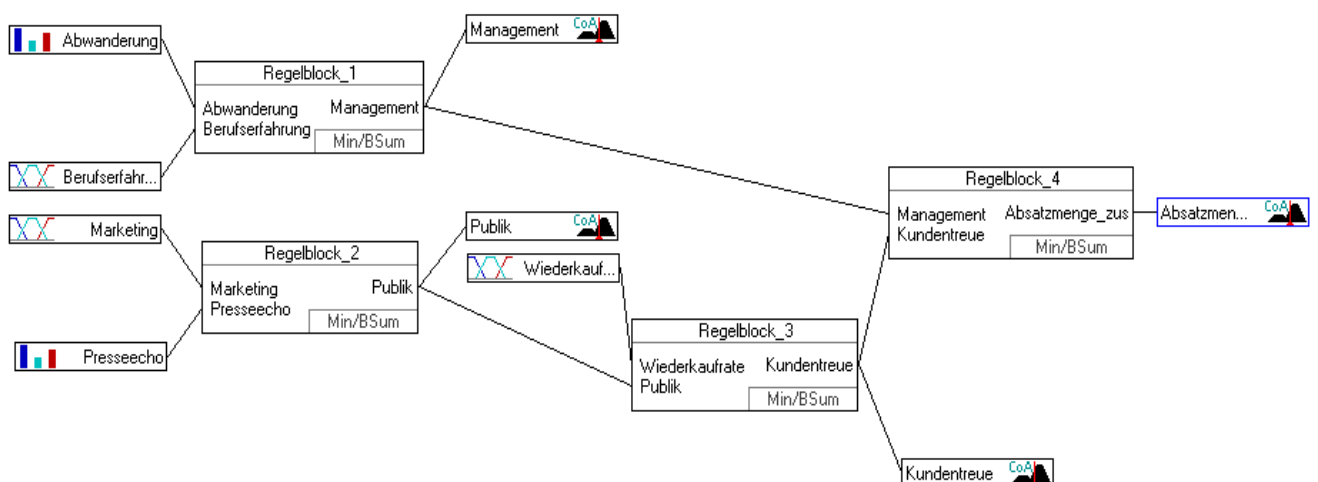 Abwanderung
Regelblock_1
Abwanderung Management
Berufserfahrung
Min/BSum
Berufserfahr...
Management CoA
Marketing
Regelblock_2
Marketing Publik
Presseecho
Min/BSum
Presseecho
Publik CoA
Wiederkauf...
Regelblock_3
Wiederkaufrate Kundentreue
Publik
Min/BSum
Regelblock_4
Management Absatzmenge_zus
Kundentreue
Min/BSum
Absatzmen... CoA
Kundentreue CoA